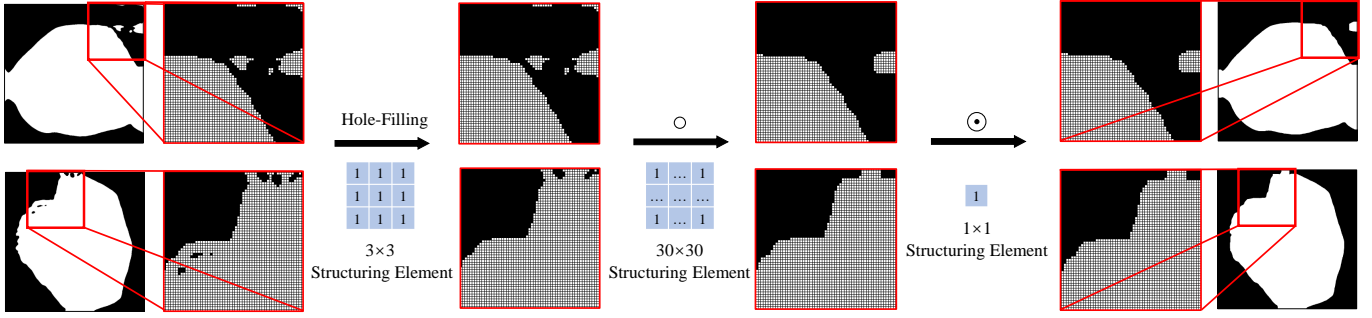 Hole-Filling
1 1 1
1 1 1
1 1 1
3×3
Structuring Element
1 ... 1
... ... ...
1 ... 1
30×30
Structuring Element
1
1×1
Structuring Element